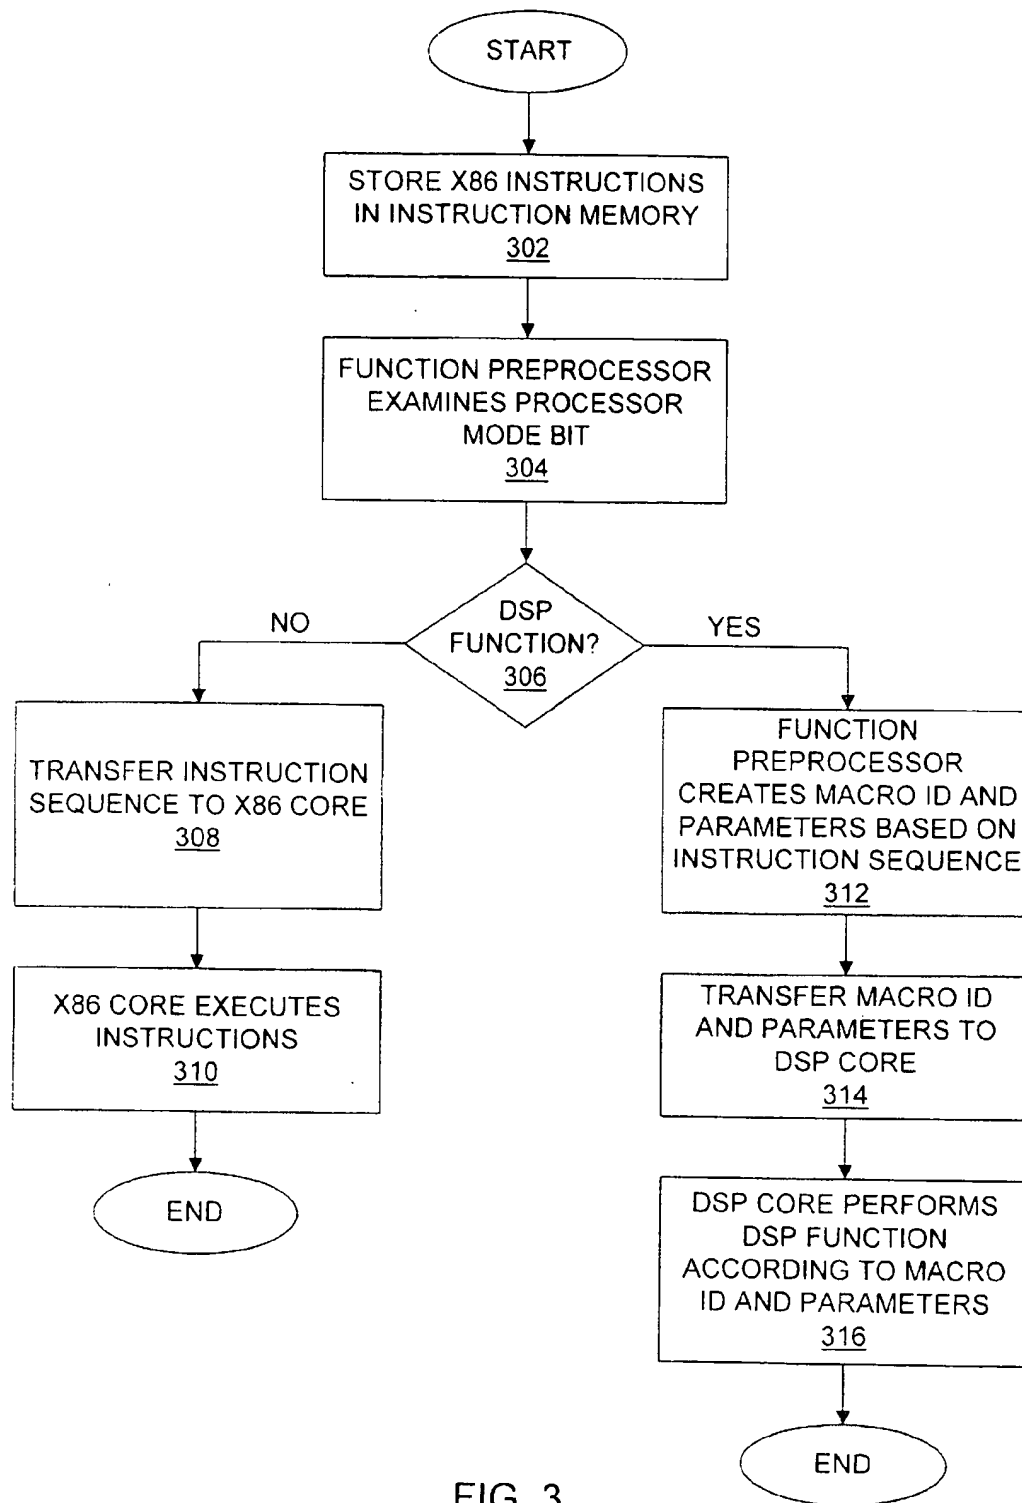 START
STORE X86 INSTRUCTIONS
IN INSTRUCTION MEMORY
302
FUNCTION PREPROCESSOR
EXAMINES PROCESSOR
MODE BIT
304
DSP
FUNCTION?
306
NO
YES
TRANSFER INSTRUCTION
SEQUENCE TO X86 CORE
308
X86 CORE EXECUTES
INSTRUCTIONS
310
END
FUNCTION
PREPROCESSOR
CREATES MACRO ID AND
PARAMETERS BASED ON
INSTRUCTION SEQUENCE
312
TRANSFER MACRO ID
AND PARAMETERS TO
DSP CORE
314
DSP CORE PERFORMS
DSP FUNCTION
ACCORDING TO MACRO
ID AND PARAMETERS
316
END
FIG. 3